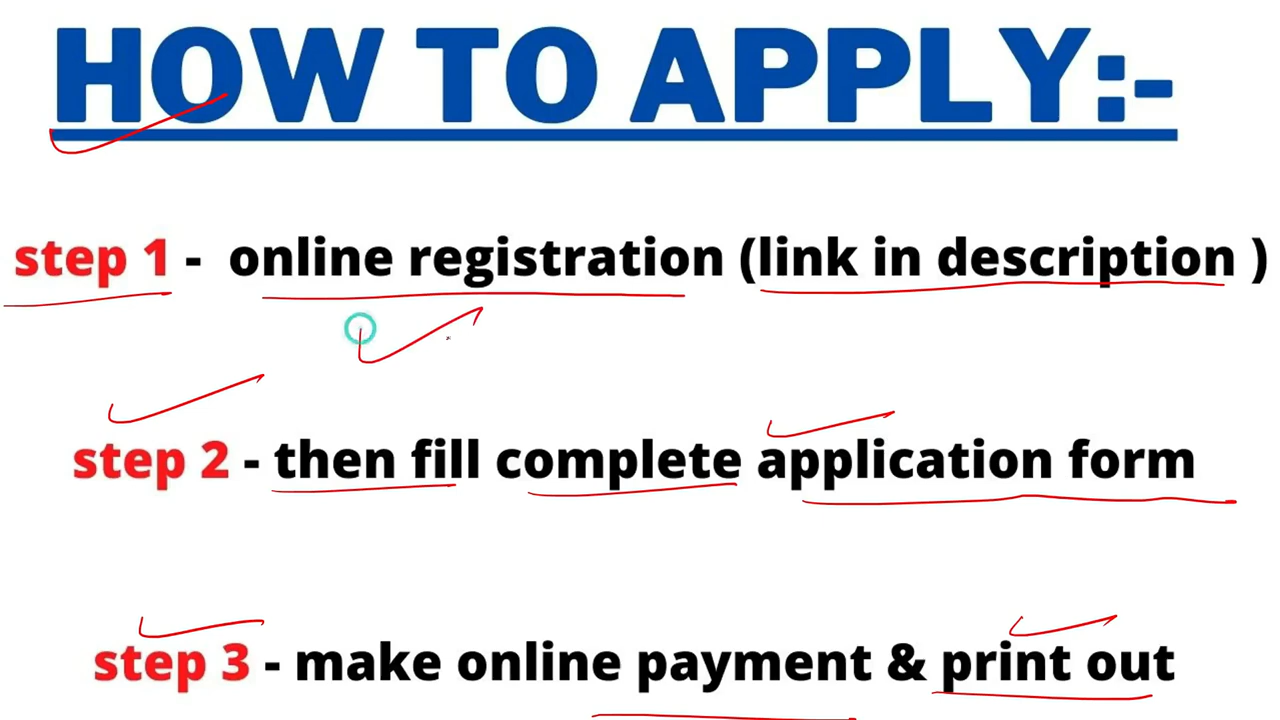 HOW TO APPLY:-
step 1 - online registration (link in description )
step 2 - then fill complete application form
step 3 - make online payment & print out